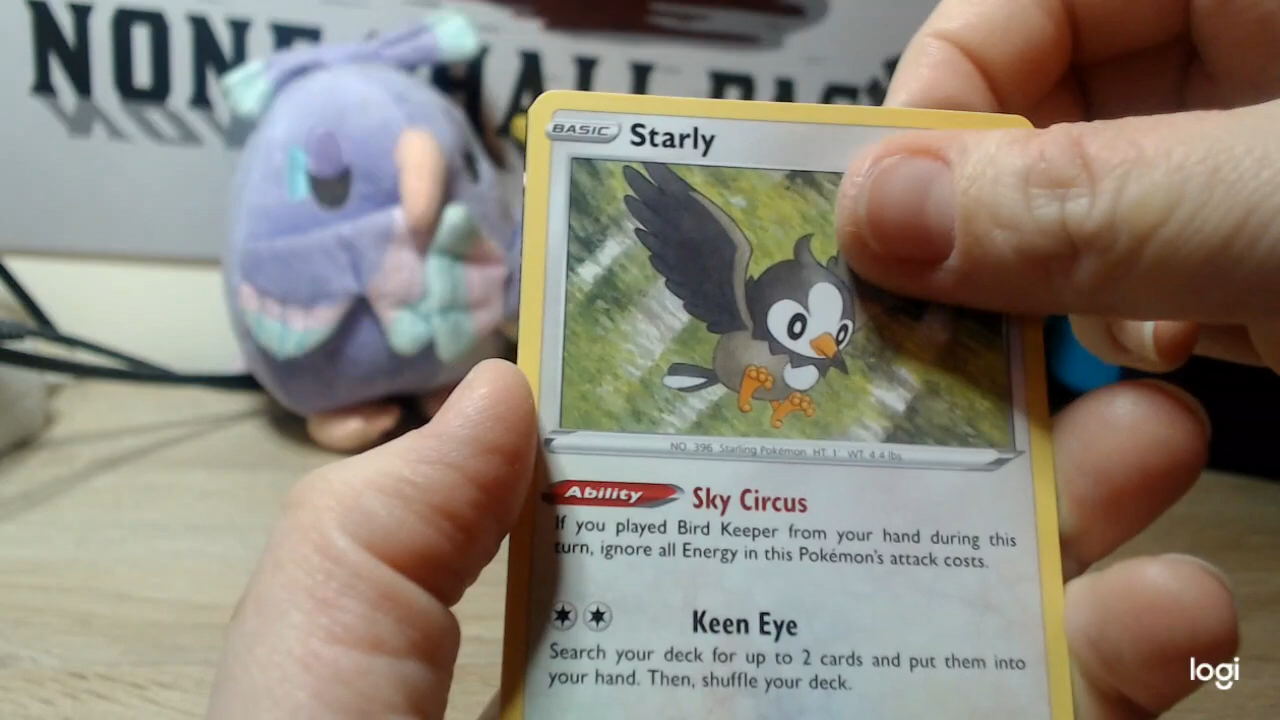 NONE SHALL PASS
BASIC Starly
NO. 396 Starling Pokémon HT. 1' WT. 4.4 lbs.
Ability Sky Circus
If you played Bird Keeper from your hand during this
turn, ignore all Energy in this Pokémon's attack costs.
Keen Eye
Search your deck for up to 2 cards and put them into
your hand. Then, shuffle your deck.
logi